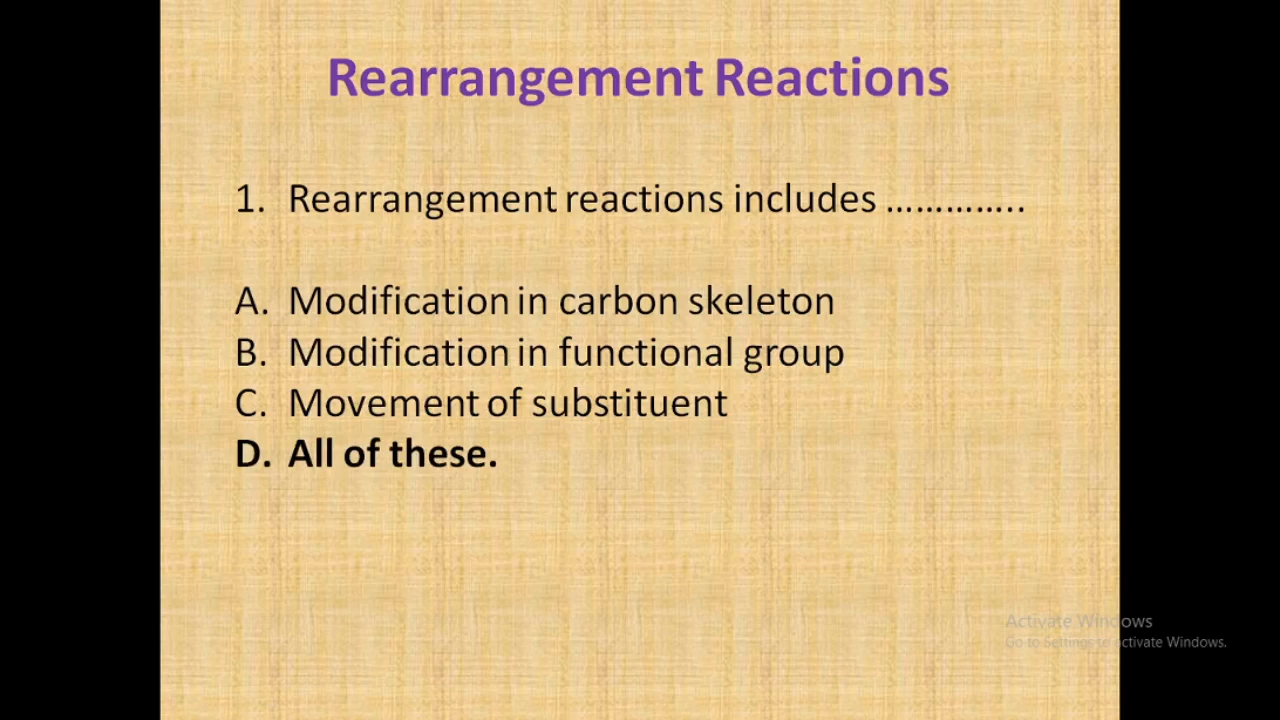 Rearrangement Reactions
1. Rearrangement reactions includes …………..
A. Modification in carbon skeleton
B. Modification in functional group
C. Movement of substituent
D. All of these.
Activate Windows
Go to Settings to activate Windows.